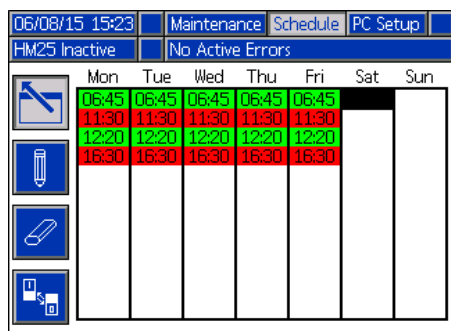 06/08/15 15:23 Maintenance Schedule PC Setup
HM25 Inactive No Active Errors
Mon Tue Wed Thu Fri Sat Sun
06:45 06:45 06:45 06:45 06:45
11:30 11:30 11:30 11:30 11:30
12:20 12:20 12:20 12:20 12:20
16:30 16:30 16:30 16:30 16:30